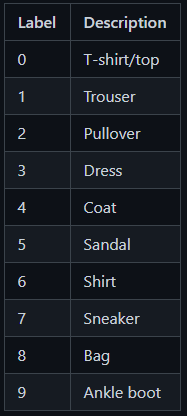 Label Description
0 T-shirt/top
1 Trouser
2 Pullover
3 Dress
4 Coat
5 Sandal
6 Shirt
7 Sneaker
8 Bag
9 Ankle boot